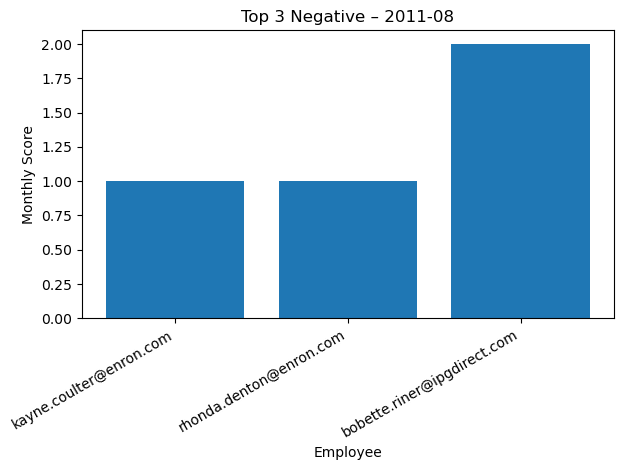 Top 3 Negative – 2011-08
Monthly Score
2.00
1.75
1.50
1.25
1.00
0.75
0.50
0.25
0.00
kayne.coulter@enron.com
rhonda.denton@enron.com
bobette.riner@ipgdirect.com
Employee